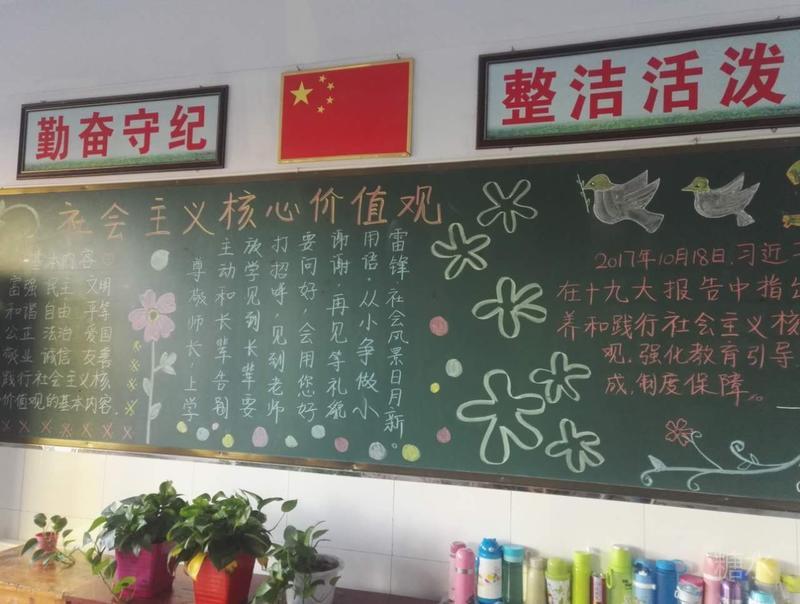 勤奋守纪
整洁活泼
社会主义核心价值观
基本内容
富强 民主 文明
和谐 自由 平等
公正 法治 爱国
敬业 诚信 友善
践行社会主义核
价值观的基本内容.
尊敬师长,上学
主动和长辈告别
放学见到长辈要
打招呼,见到老师
要问好,会用您好
谢谢,再见等礼貌
用语,从小争做小
雷锋,社会风景日月新。
2017年10月18日,习近
在十九大报告中指
养和践行社会主义核
观,强化教育引导
成,制度保障。
糖